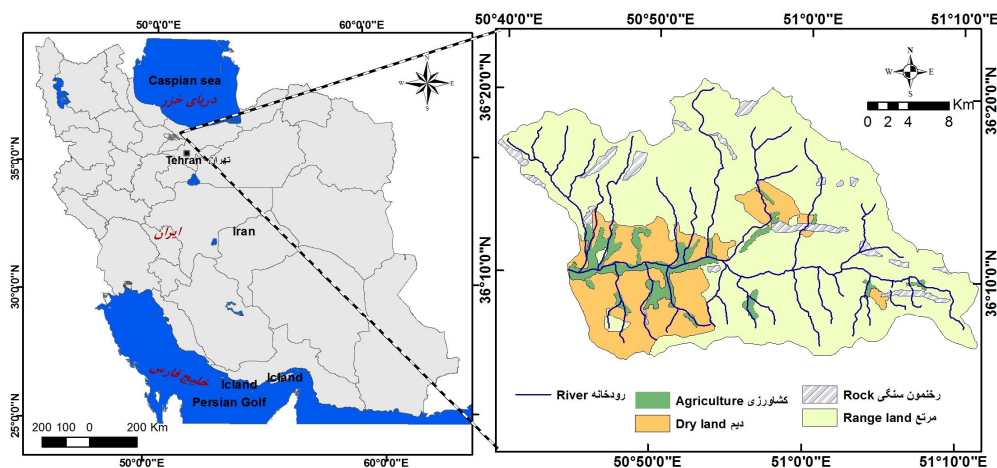 50°0'0"E
60°0'0"E
Caspian sea
دریای خزر
N
W
E
S
35°0'0"N
Tehran تهران
ایران
Iran
30°0'0"N
خلیج فارس
Icland
Icland
Persian Golf
25°0'0"N
200 100 0 200 Km
50°0'0"E
60°0'0"E
50°40'0"E
50°50'0"E
51°0'0"E
51°10'0"E
36°20'0"N
36°20'0"N
N
W
E
S
Km
0 2 4 8
36°10'0"N
36°10'0"N
River رودخانه
Agriculture کشاورزی
Rock رخنمون سنگی
Dry land دیم
Range land مرتع
50°50'0"E
51°0'0"E
51°10'0"E